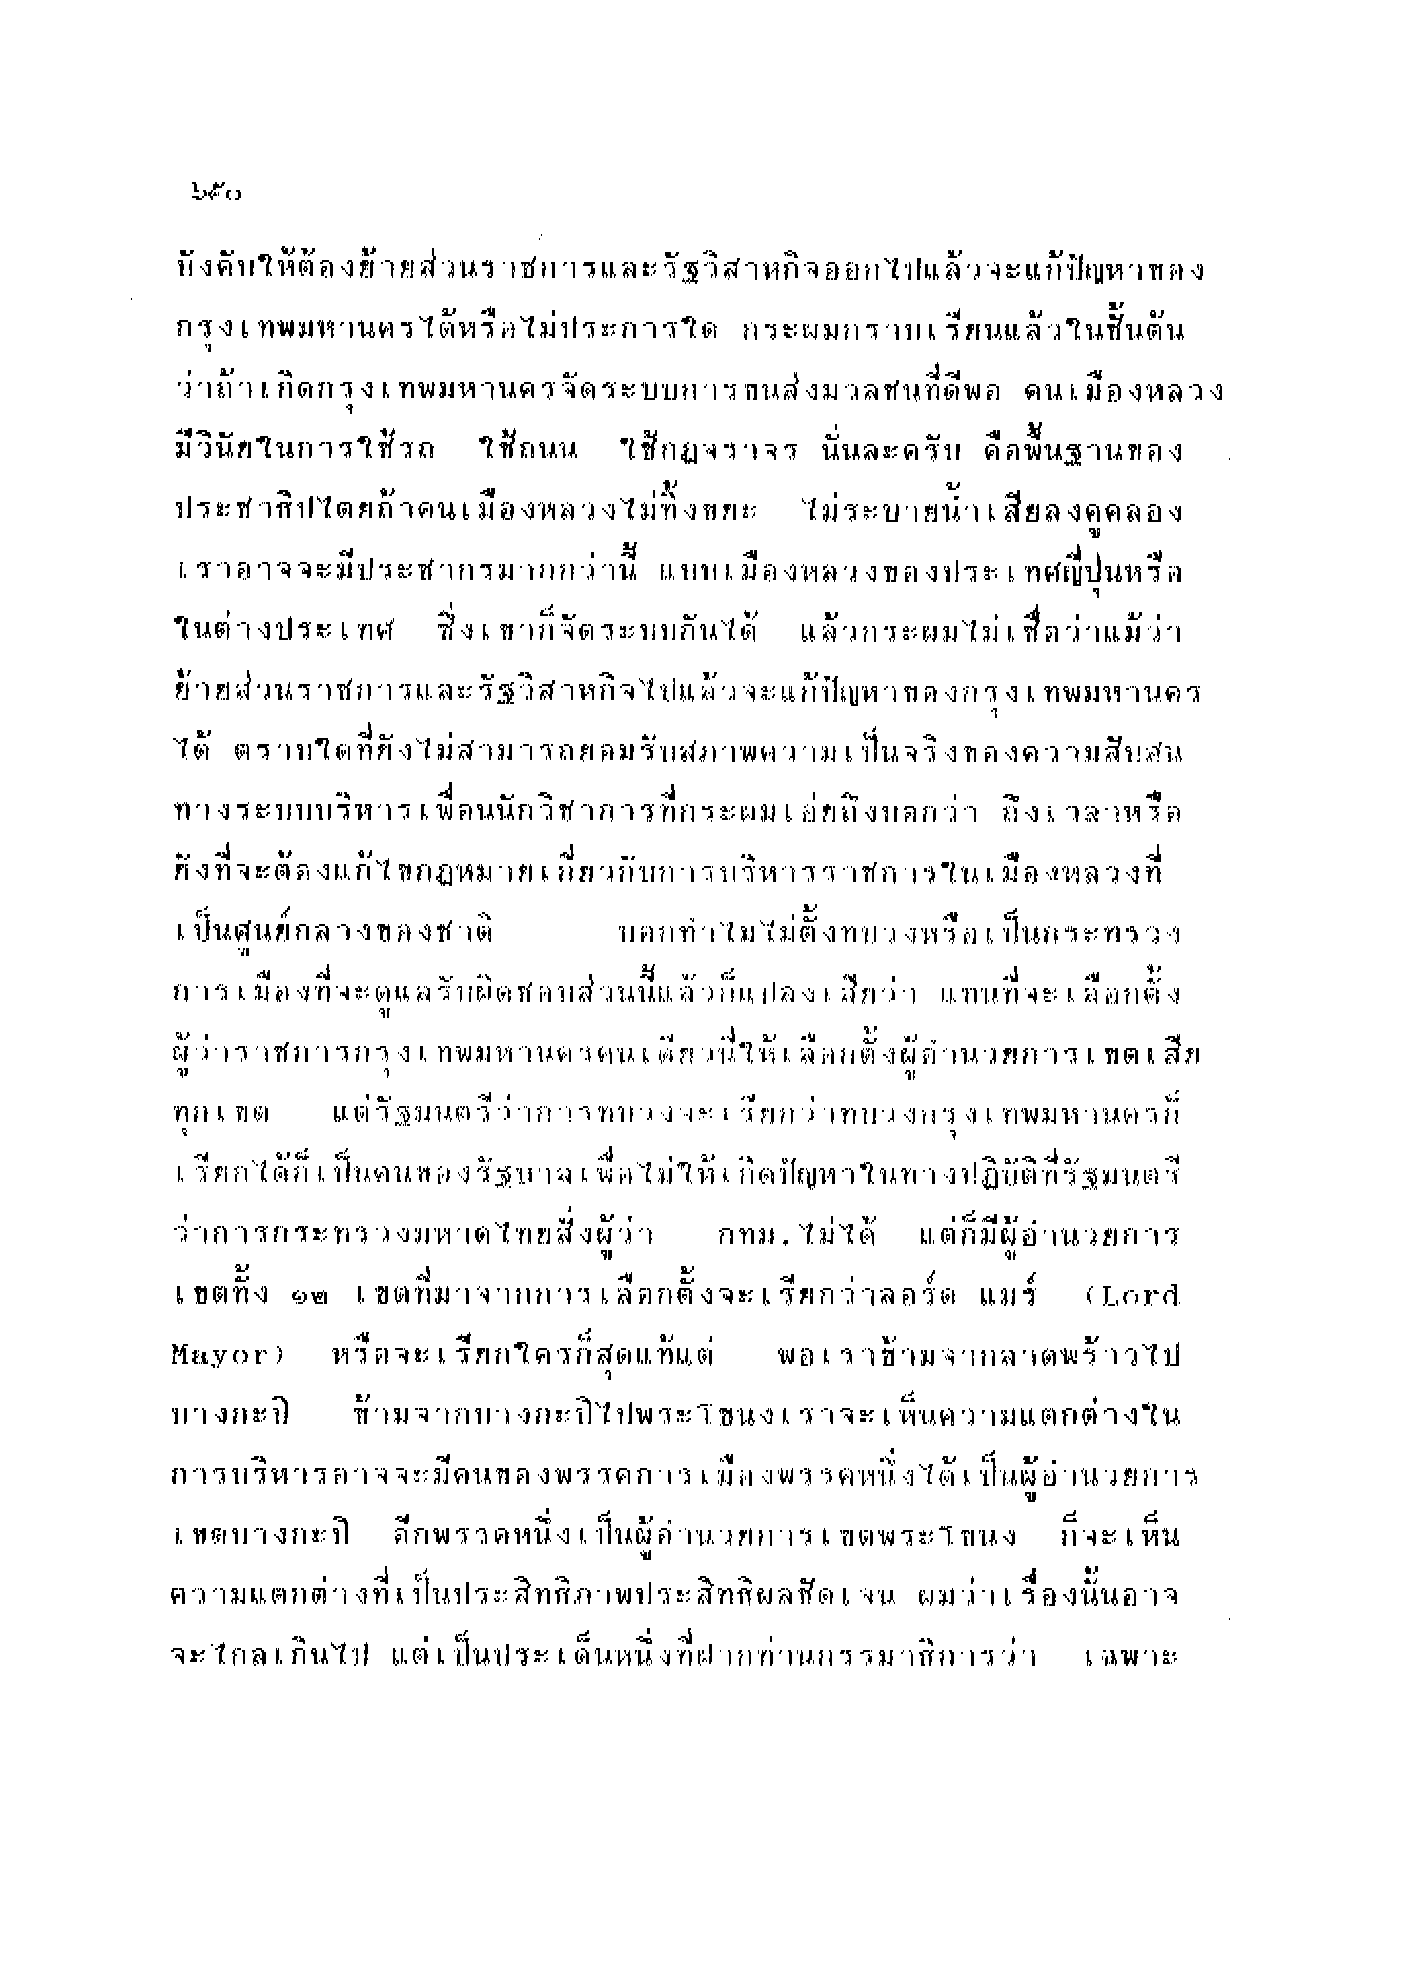 ๖๕๐
บังคับให้ต้องย้ายส่วนราชการและรัฐวิสาหกิจออกไปแล้วจะแก้ปัญหาของ
กรุงเทพมหานครได้หรือไม่ประการใด กระผมกราบเรียนแล้วในชั้นต้น
ว่าถ้าเกิดกรุงเทพมหานครจัดระบบการขนส่งมวลชนที่ดีพอ คนเมืองหลวง
มีวินัยในการใช้รถ ใช้ถนน ใช้กฎจราจร นั่นละครับ คือพื้นฐานของ
ประชาธิปไตยถ้าคนเมืองหลวงไม่ทิ้งขยะ ไม่ระบายน้ำเสียลงคูคลอง
เราอาจจะมีประชากรมากกว่านี้ แบบเมืองหลวงของประเทศญี่ปุ่นหรือ
ในต่างประเทศ ซึ่งเขาก็จัดระบบกันได้ แล้วกระผมไม่เชื่อว่าแม้ว่า
ย้ายส่วนราชการและรัฐวิสาหกิจไปแล้วจะแก้ปัญหาของกรุงเทพมหานคร
ได้ ตราบใดที่ยังไม่สามารถยอมรับสภาพความเป็นจริงของความสับสน
ทางระบบบริหารเพื่อนนักวิชาการที่กระผมเอ่ยถึงบอกว่า ถึงเวลาหรือ
ยังที่จะต้องแก้ไขกฎหมายเกี่ยวกับการบริหารราชการในเมืองหลวงที่
เป็นศูนย์กลางของชาติ บอกทำไมไม่ตั้งทบวงหรือเป็นกระทรวง
การเมืองที่จะดูแลรับผิดชอบส่วนนี้แล้วก็แปลงเสียว่า แทนที่จะเลือกตั้ง
ผู้ว่าราชการกรุงเทพมหานครคนเดียวนี่ให้เลือกตั้งผู้อำนวยการเขตเสีย
ทุกเขต แต่รัฐมนตรีว่าการทบวงจะเรียกว่าทบวงกรุงเทพมหานครก็
เรียกได้ก็เป็นคนของรัฐบาลเพื่อไม่ให้เกิดปัญหาในทางปฏิบัติที่รัฐมนตรี
ว่าการกระทรวงมหาดไทยสั่งผู้ว่า กทม.ไม่ได้ แต่ก็มีผู้อำนวยการ
เขตทั้ง ๑๒ เขตที่มาจากการเลือกตั้งจะเรียกว่าลอร์ด แมร์ (Lord
Mayor) หรือจะเรียกใครก็สุดแท้แต่ พอเราข้ามจากลาดพร้าวไป
บางกะปิ ข้ามจากบางกะปิไปพระโขนงเราจะเห็นความแตกต่างใน
การบริหารอาจจะมีคนของพรรคการเมืองพรรคหนึ่งได้เป็นผู้อำนวยการ
เขตบางกะปิ อีกพรรคหนึ่งเป็นผู้อำนวยการเขตพระโขนง ก็จะเห็น
ความแตกต่างที่เป็นประสิทธิภาพประสิทธิผลชัดเจน ผมว่าเรื่องนั้นอาจ
จะไกลเกินไป แต่เป็นประเด็นหนึ่งที่ฝากท่านกรรมาธิการว่า เฉพาะ